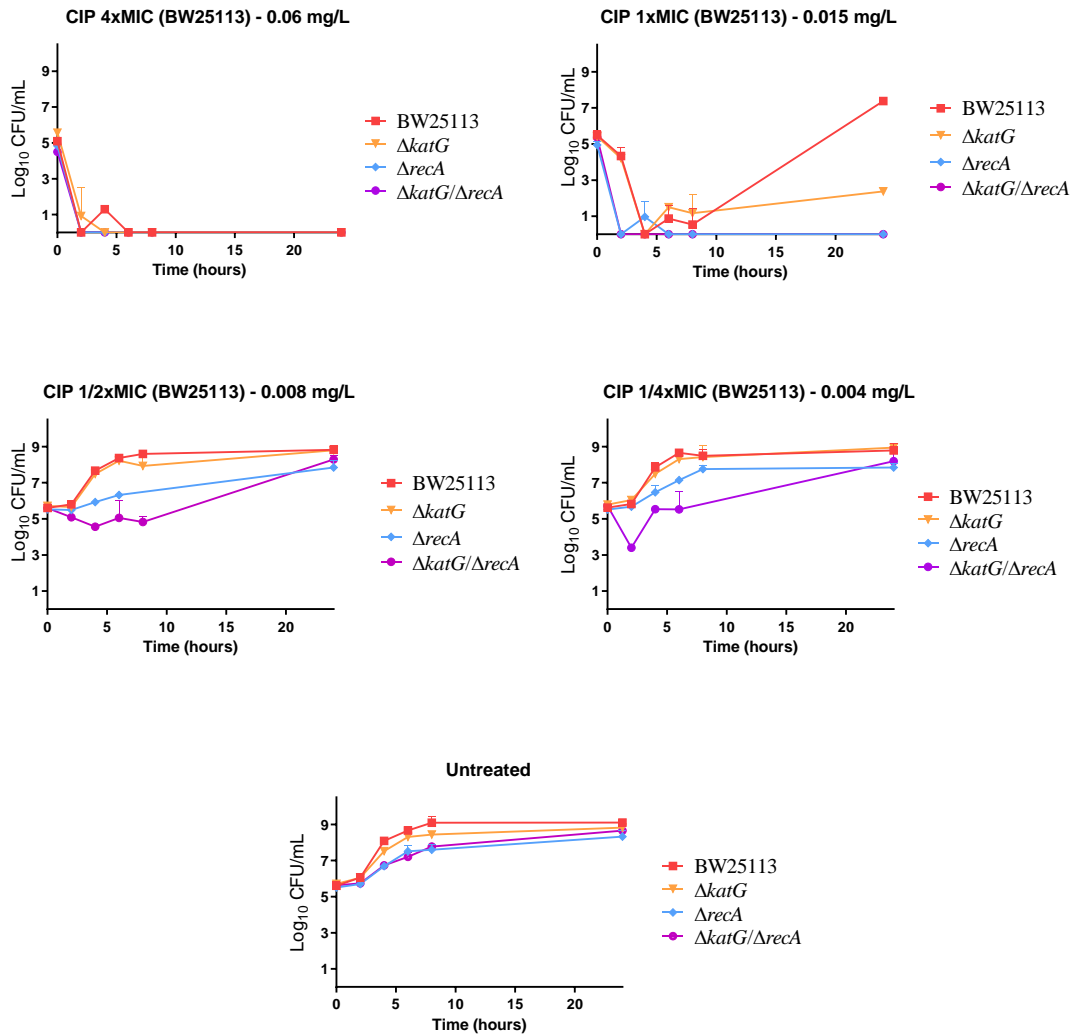 CIP 4xMIC (BW25113) - 0.06 mg/L
Log10 CFU/mL
9
7
5
3
1
0 5 10 15 20
Time (hours)
BW25113
ΔkatG
ΔrecA
ΔkatG/ΔrecA
CIP 1xMIC (BW25113) - 0.015 mg/L
Log10 CFU/mL
9
7
5
3
1
0 5 10 15 20
Time (hours)
BW25113
ΔkatG
ΔrecA
ΔkatG/ΔrecA
CIP 1/2xMIC (BW25113) - 0.008 mg/L
Log10 CFU/mL
9
7
5
3
1
0 5 10 15 20
Time (hours)
BW25113
ΔkatG
ΔrecA
ΔkatG/ΔrecA
CIP 1/4xMIC (BW25113) - 0.004 mg/L
Log10 CFU/mL
9
7
5
3
1
0 5 10 15 20
Time (hours)
BW25113
ΔkatG
ΔrecA
ΔkatG/ΔrecA
Untreated
Log10 CFU/mL
9
7
5
3
1
0 5 10 15 20
Time (hours)
BW25113
ΔkatG
ΔrecA
ΔkatG/ΔrecA